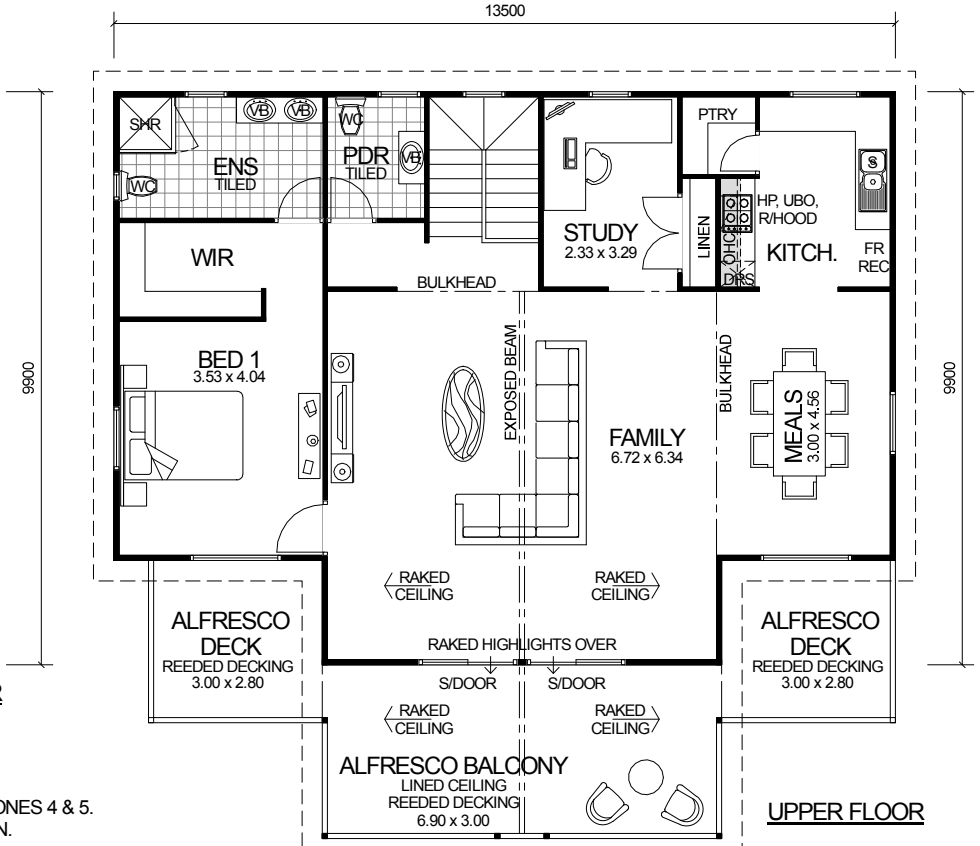 13500
9900
9900
SHR
WC
VB
VB
ENS
TILED
WC
PDR
TILED
VB
PTRY
S
HP, UBO,
R/HOOD
OHC
DRS
KITCH.
FR
REC
LINEN
STUDY
2.33 x 3.29
WIR
BULKHEAD
BED 1
3.53 x 4.04
EXPOSED BEAM
FAMILY
6.72 x 6.34
BULKHEAD
MEALS
3.00 x 4.56
RAKED
CEILING
RAKED
CEILING
ALFRESCO
DECK
REEDED DECKING
3.00 x 2.80
RAKED HIGHLIGHTS OVER
S/DOOR
S/DOOR
ALFRESCO
DECK
REEDED DECKING
3.00 x 2.80
RAKED
CEILING
RAKED
CEILING
ALFRESCO BALCONY
LINED CEILING
REEDED DECKING
6.90 x 3.00
R
ONES 4 & 5.
N.
UPPER FLOOR